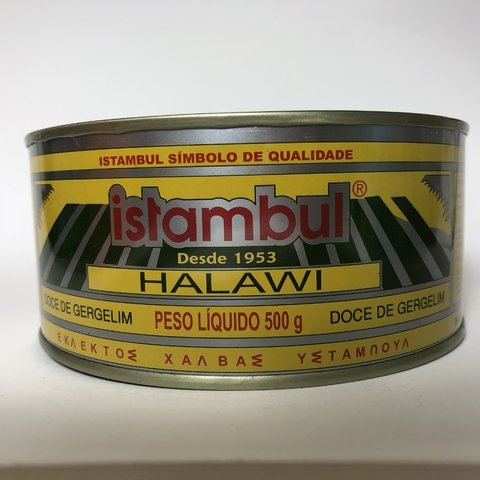 ISTAMBUL SÍMBOLO DE QUALIDADE
istambul®
Desde 1953
HALAWI
DOCE DE GERGELIM PESO LÍQUIDO 500 g DOCE DE GERGELIM
ΕΚΛΕΚΤΟΣ ΧΑΛΒΑΣ ΥΣΤΑΜΠΟΥΛ